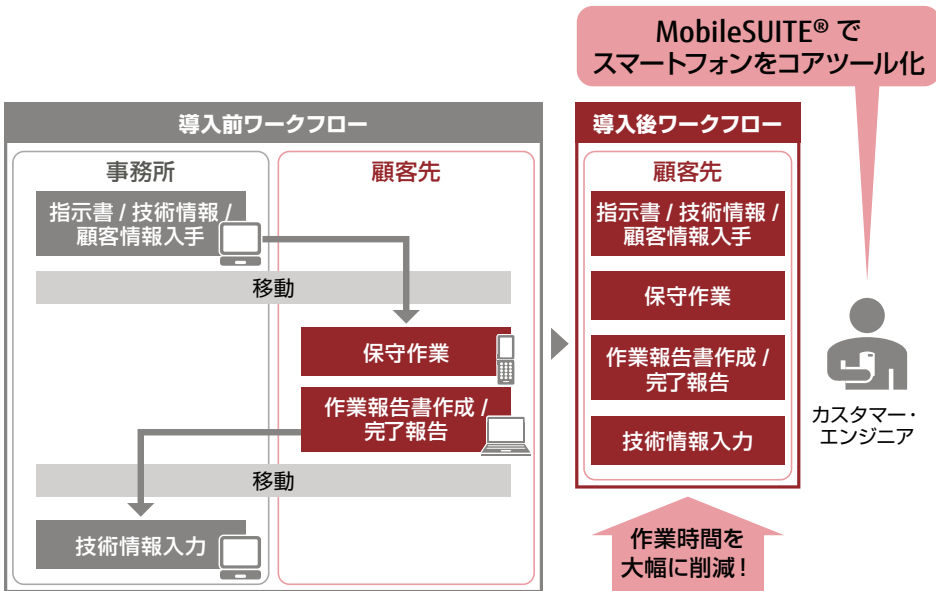 MobileSUITE® で
スマートフォンをコアツール化
導入前ワークフロー
事務所
顧客先
指示書 / 技術情報 /
顧客情報入手
移動
保守作業
作業報告書作成 /
完了報告
移動
技術情報入力
導入後ワークフロー
顧客先
指示書 / 技術情報 /
顧客情報入手
保守作業
作業報告書作成 /
完了報告
技術情報入力
カスタマー・
エンジニア
作業時間を
大幅に削減！